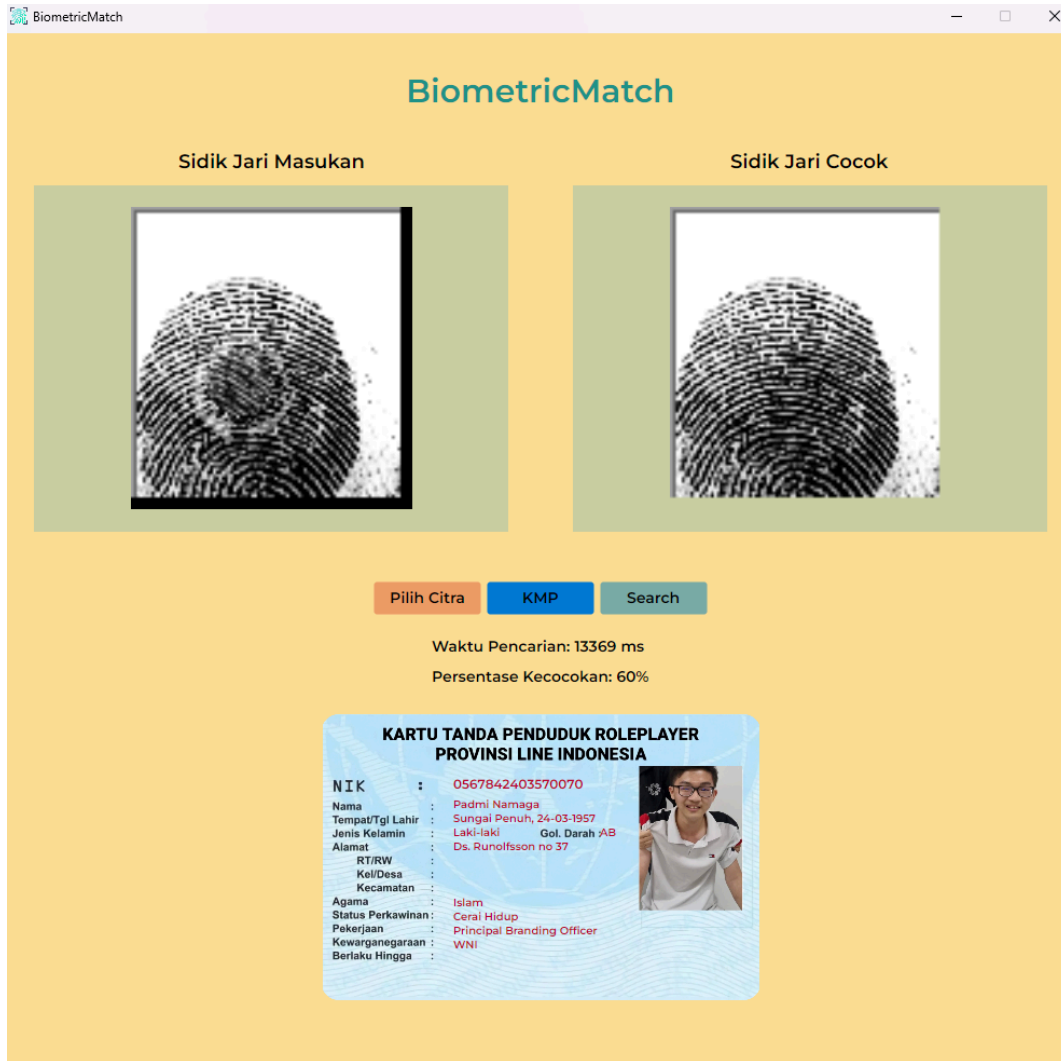 BiometricMatch
BiometricMatch
Sidik Jari Masukan
Sidik Jari Cocok
Pilih Citra
KMP
Search
Waktu Pencarian: 13369 ms
Persentase Kecocokan: 60%
KARTU TANDA PENDUDUK ROLEPLAYER
PROVINSI LINE INDONESIA
NIK : 0567842403570070
Nama : Padmi Namaga
Tempat/Tgl Lahir : Sungai Penuh, 24-03-1957
Jenis Kelamin : Laki-laki Gol. Darah :AB
Alamat : Ds. Runolfsson no 37
RT/RW :
Kel/Desa :
Kecamatan :
Agama : Islam
Status Perkawinan : Cerai Hidup
Pekerjaan : Principal Branding Officer
Kewarganegaraan : WNI
Berlaku Hingga :